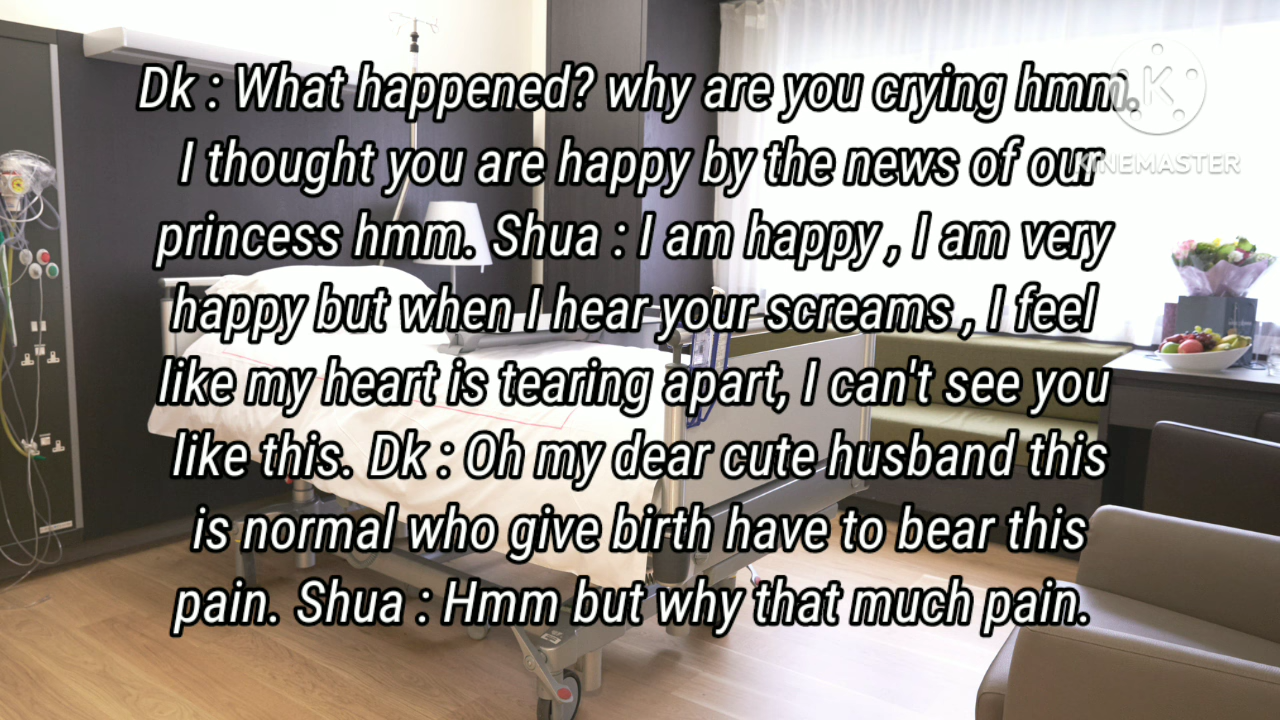 Dk : What happened? why are you crying hmm.
I thought you are happy by the news of our
princess hmm. Shua : I am happy , I am very
happy but when I hear your screams , I feel
like my heart is tearing apart, I can't see you
like this. Dk : Oh my dear cute husband this
is normal who give birth have to bear this
pain. Shua : Hmm but why that much pain.
K
KINEMASTER